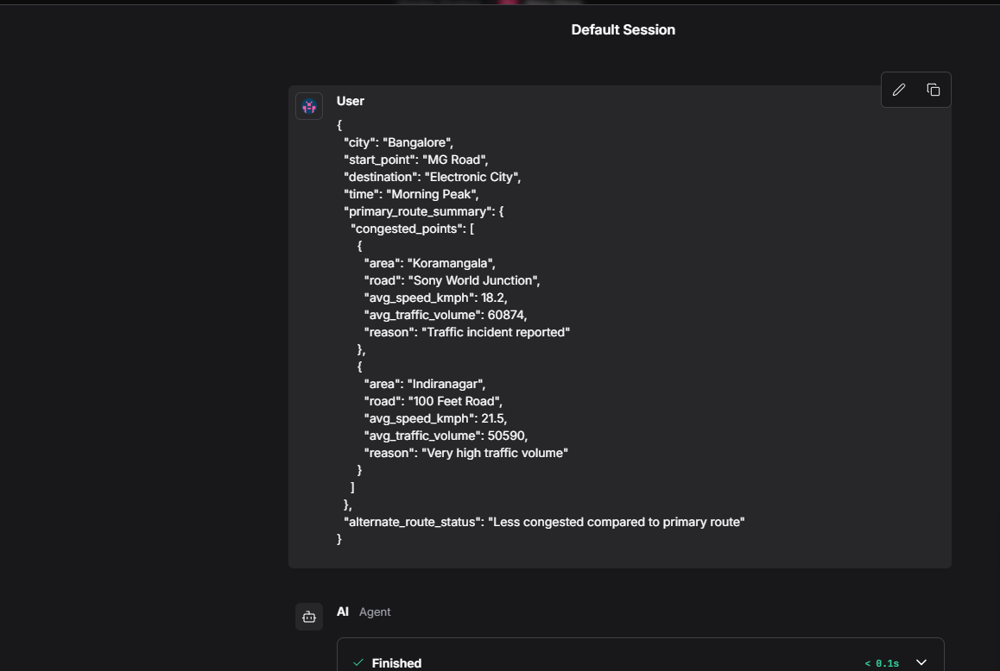 Default Session
User
{
"city": "Bangalore",
"start_point": "MG Road",
"destination": "Electronic City",
"time": "Morning Peak",
"primary_route_summary": {
"congested_points": [
{
"area": "Koramangala",
"road": "Sony World Junction",
"avg_speed_kmph": 18.2,
"avg_traffic_volume": 60874,
"reason": "Traffic incident reported"
},
{
"area": "Indiranagar",
"road": "100 Feet Road",
"avg_speed_kmph": 21.5,
"avg_traffic_volume": 50590,
"reason": "Very high traffic volume"
}
]
},
"alternate_route_status": "Less congested compared to primary route"
}
AI Agent
Finished < 0.1s